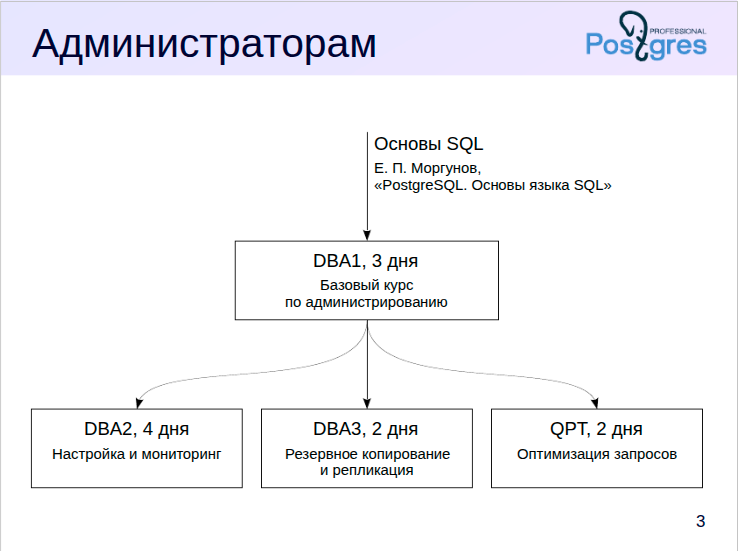 Администраторам
PROFESSIONAL
Postgres
Основы SQL
Е. П. Моргунов,
«PostgreSQL. Основы языка SQL»
DBA1, 3 дня
Базовый курс
по администрированию
DBA2, 4 дня
Настройка и мониторинг
DBA3, 2 дня
Резервное копирование
и репликация
QPT, 2 дня
Оптимизация запросов
3